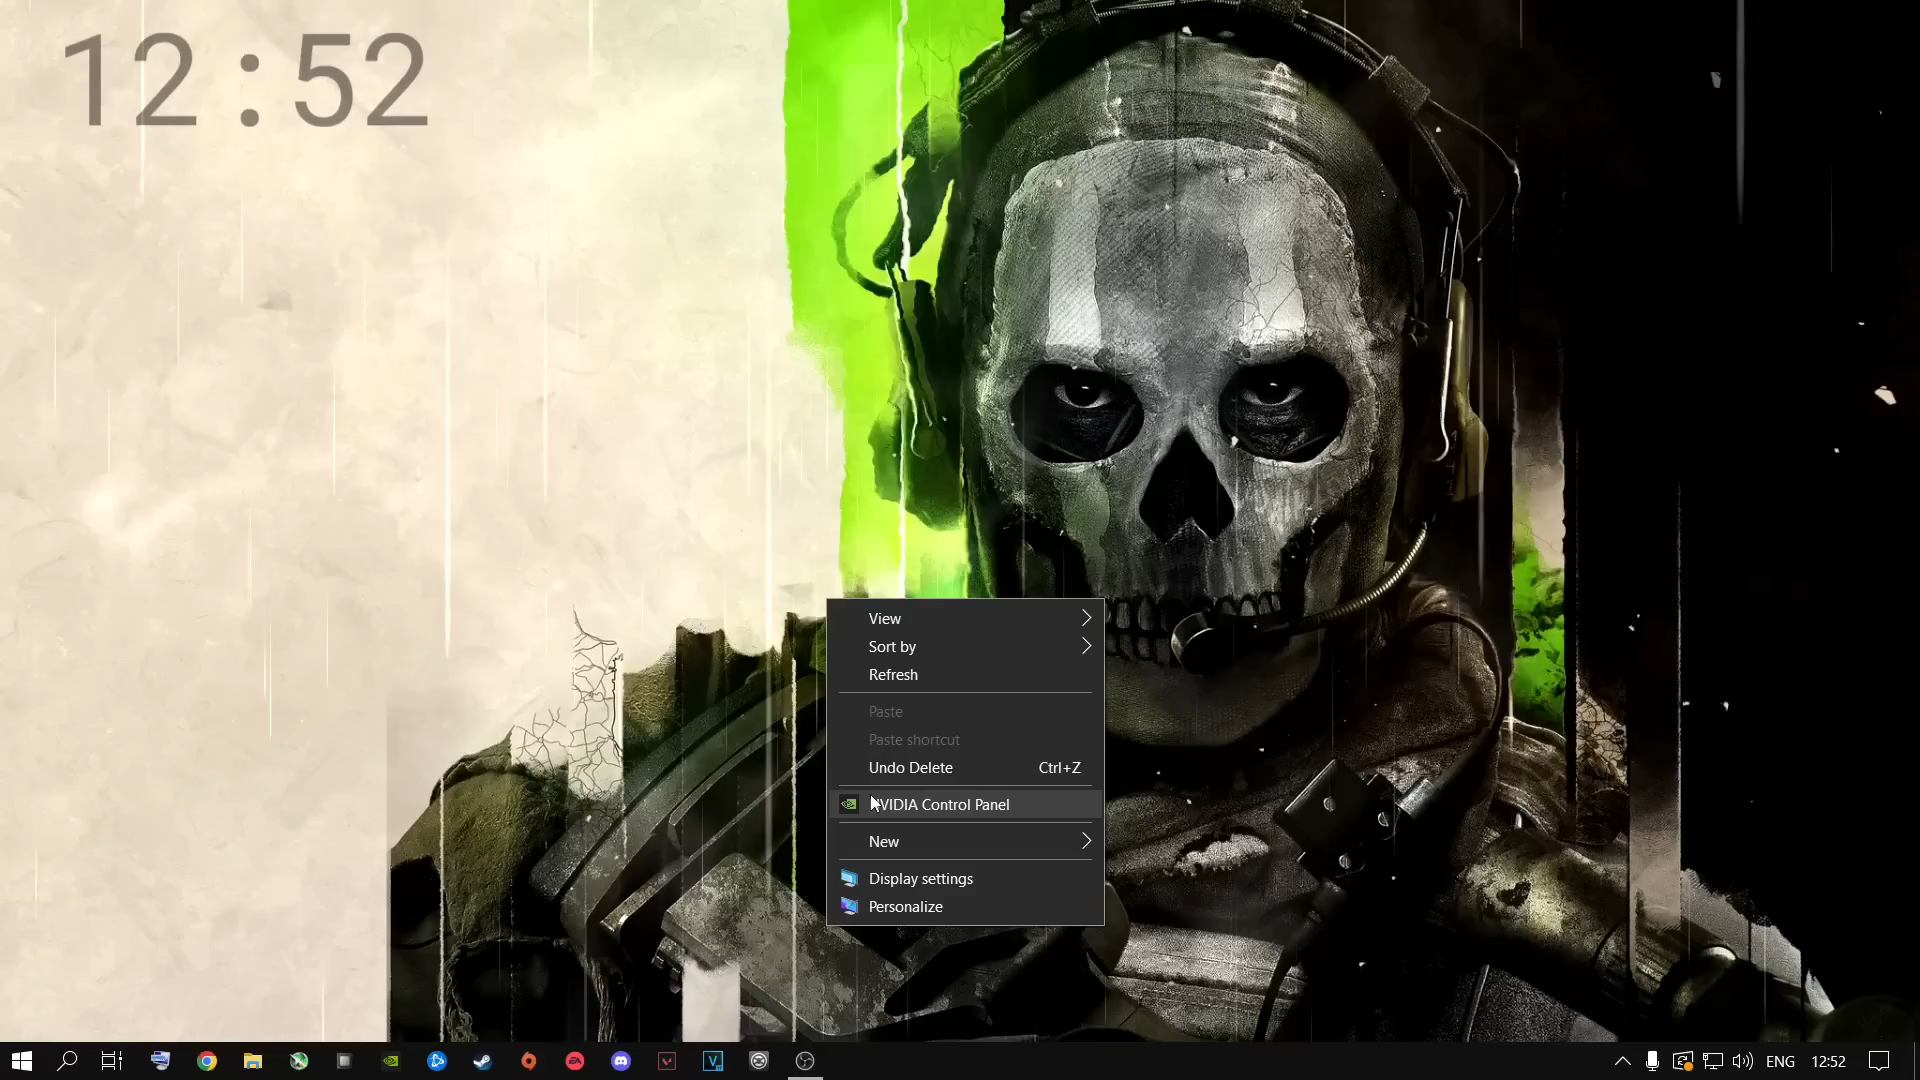 12:52
View
Sort by
Refresh
Paste
Paste shortcut
Undo Delete Ctrl+Z
VIDIA Control Panel
New
Display settings
Personalize
ENG 12:52